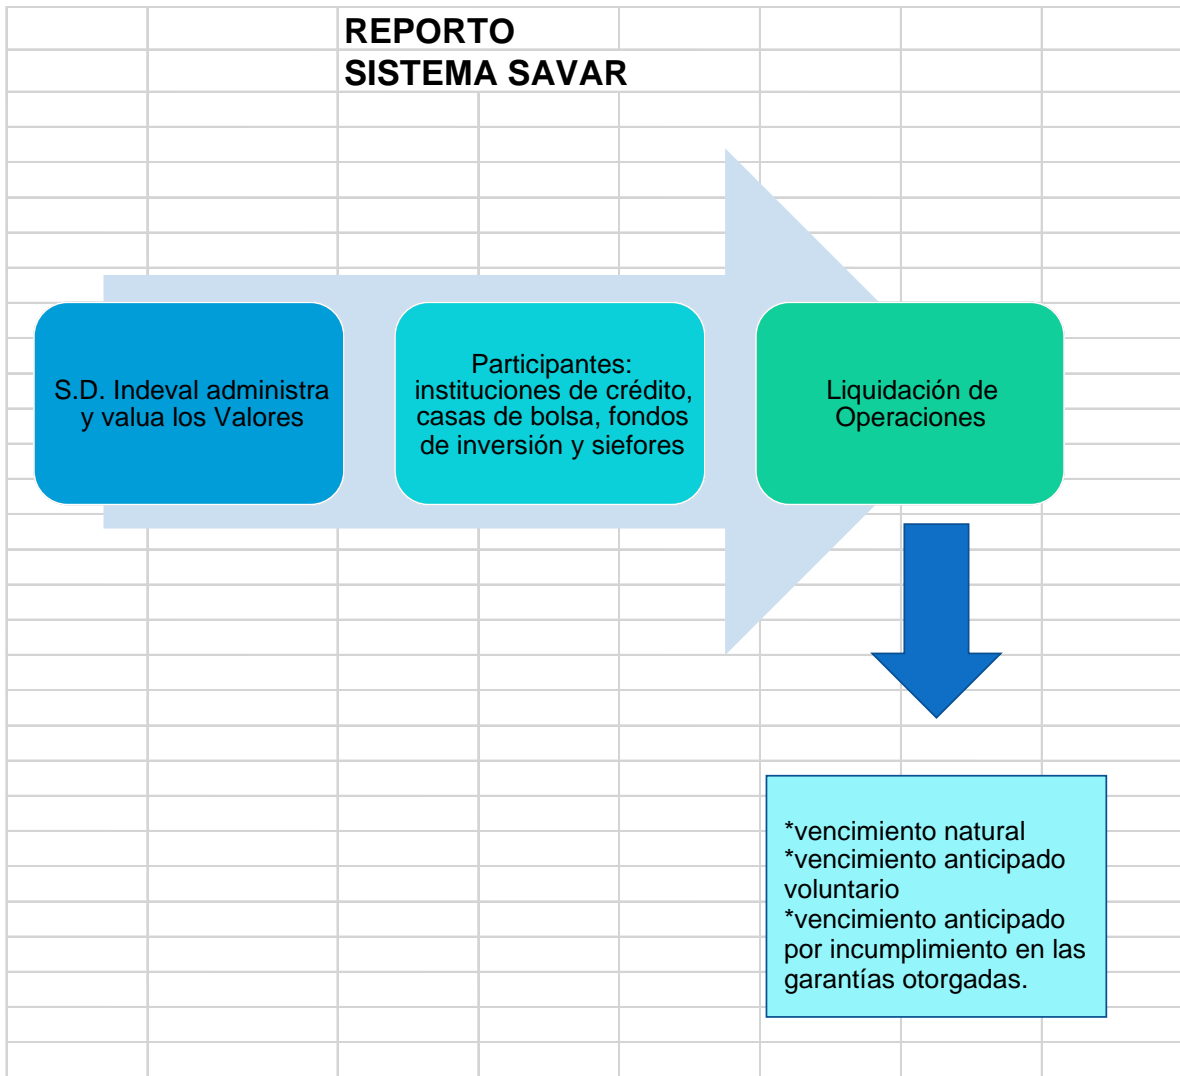 REPORTO
SISTEMA SAVAR
S.D. Indeval administra
y valua los Valores
Participantes:
instituciones de crédito,
casas de bolsa, fondos
de inversión y siefores
Liquidación de
Operaciones
*vencimiento natural
*vencimiento anticipado
voluntario
*vencimiento anticipado
por incumplimiento en las
garantías otorgadas.